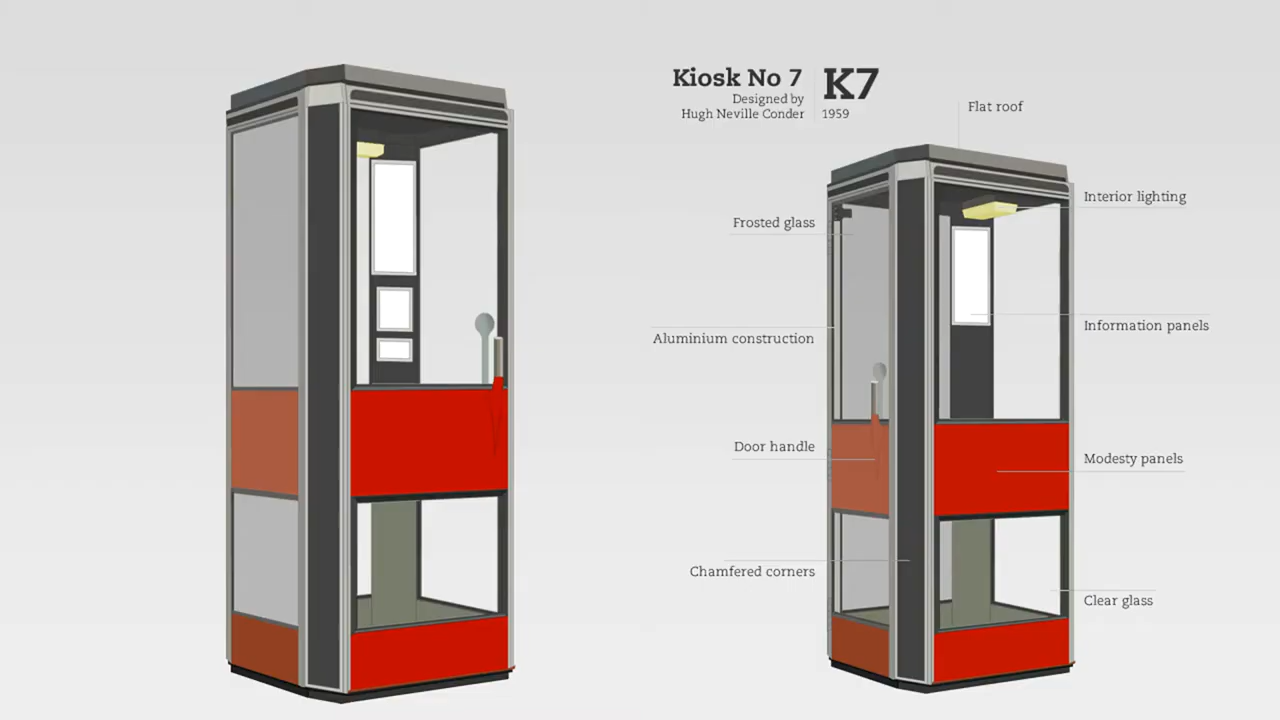 Kiosk No 7
Designed by
Hugh Neville Conder
K7
1959
Flat roof
Interior lighting
Frosted glass
Information panels
Aluminium construction
Door handle
Modesty panels
Chamfered corners
Clear glass